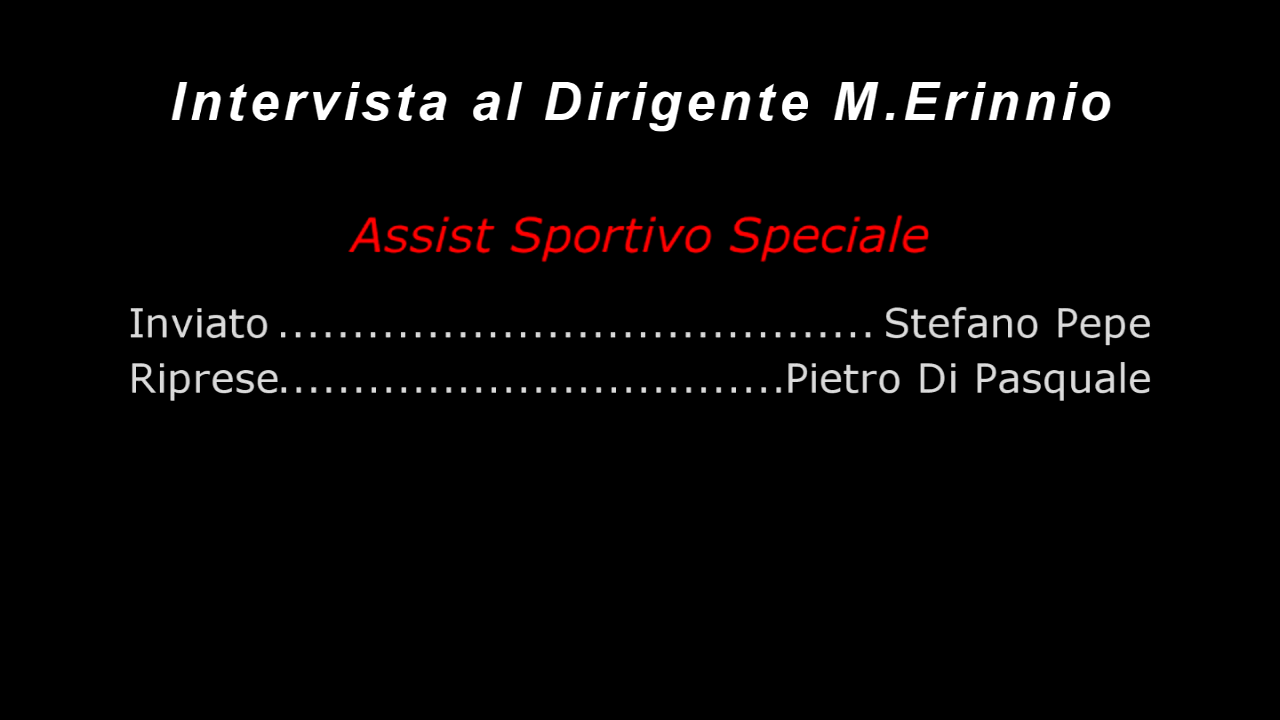 Intervista al Dirigente M.Erinnio
Assist Sportivo Speciale
Inviato ........................................ Stefano Pepe
Riprese..................................Pietro Di Pasquale